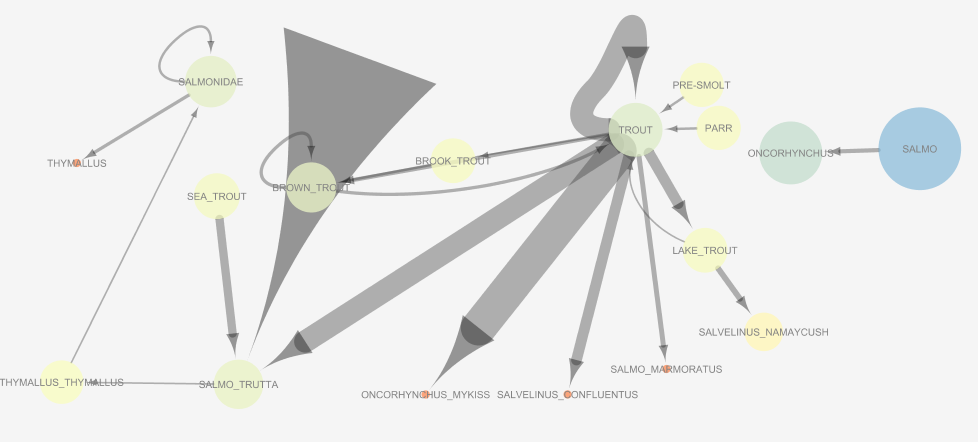 SALMONIDAE
PRE-SMOLT
TROUT
PARR
SALMO
ONCORHYNCHUS
THYMALLUS
BROOK_TROUT
BROWN_TROUT
SEA_TROUT
LAKE_TROUT
SALVELINUS_NAMAYCUSH
SALMO_MARMORATUS
THYMALLUS_THYMALLUS
SALMO_TRUTTA
ONCORHYNCHUS_MYKISS
SALVELINUS_CONFLUENTUS